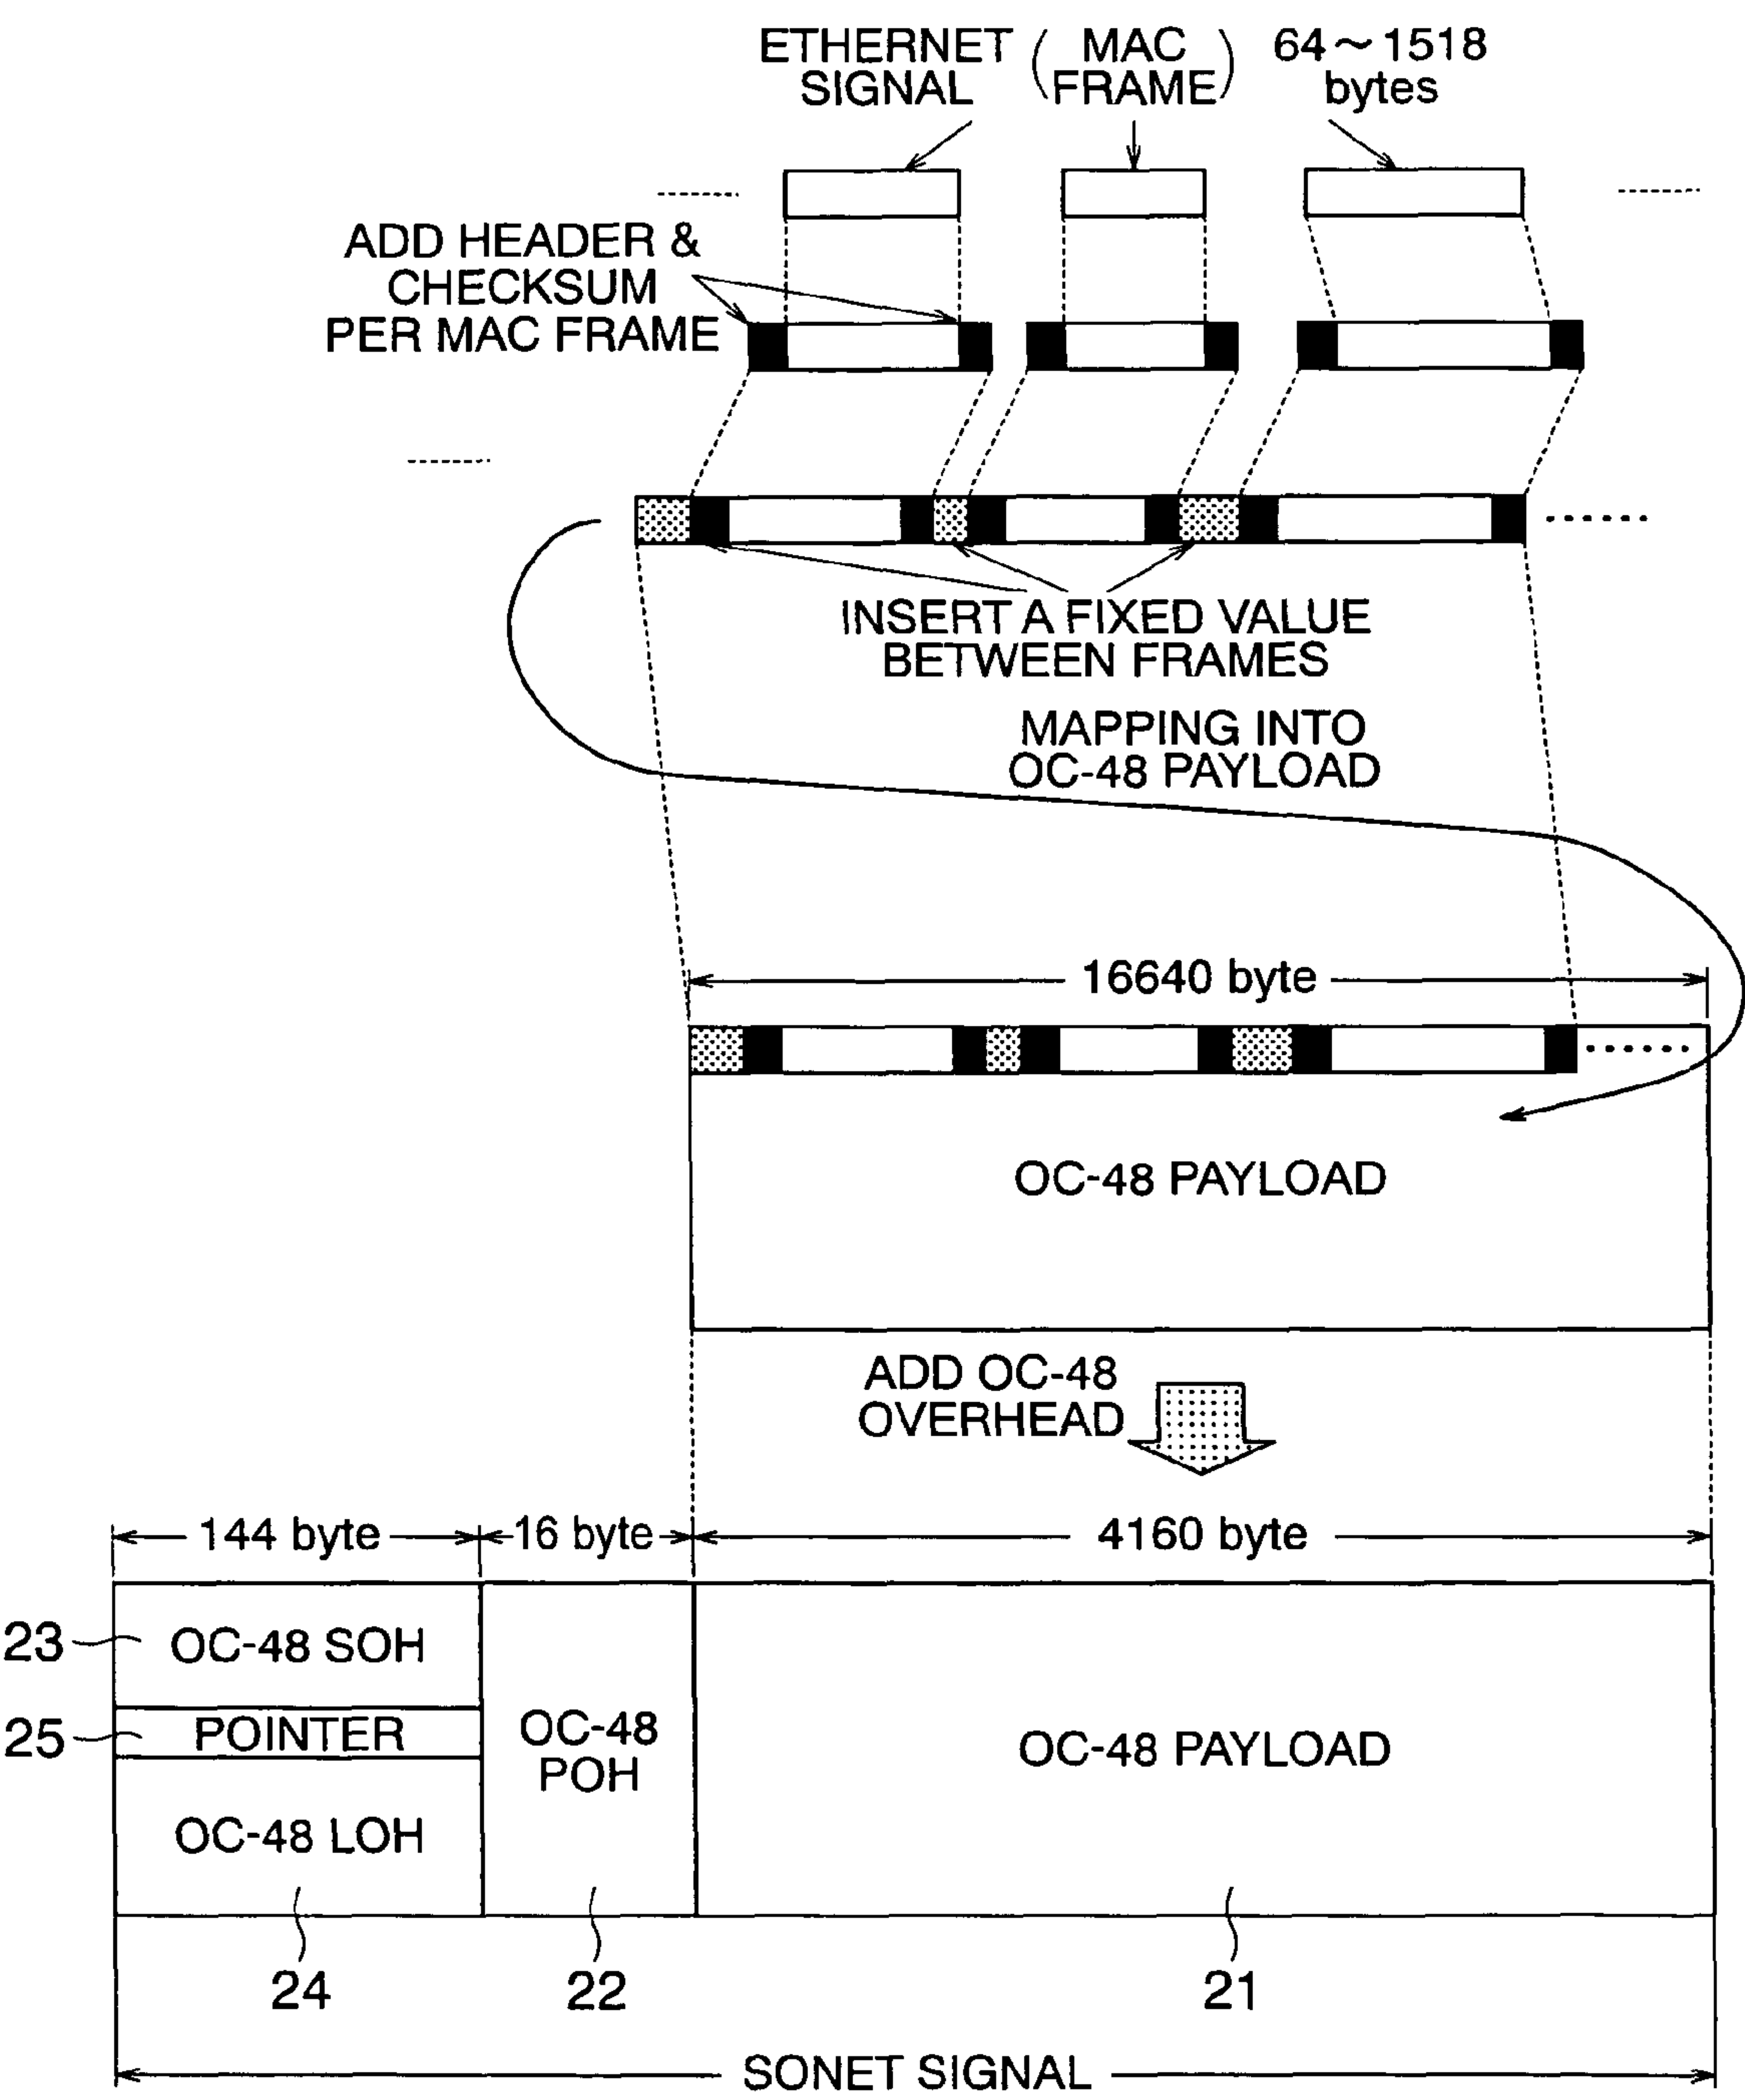 ETHERNET SIGNAL
(MAC FRAME)
64~1518 bytes
ADD HEADER &
CHECKSUM
PER MAC FRAME
INSERT A FIXED VALUE
BETWEEN FRAMES
MAPPING INTO
OC-48 PAYLOAD
16640 byte
OC-48 PAYLOAD
ADD OC-48
OVERHEAD
144 byte
16 byte
4160 byte
23
OC-48 SOH
25
POINTER
OC-48
POH
OC-48 PAYLOAD
OC-48 LOH
24
22
21
SONET SIGNAL